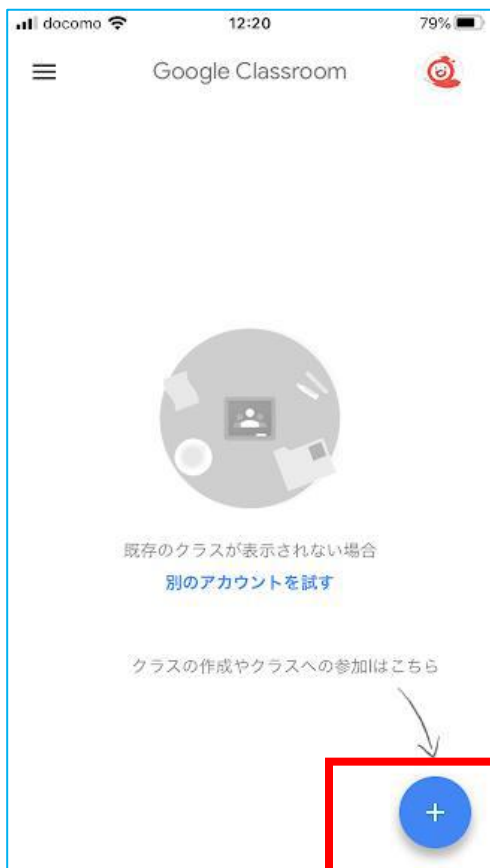 docomo 12:20 79%
Google Classroom
既存のクラスが表示されない場合
別のアカウントを試す
クラスの作成やクラスへの参加lはこちら
+